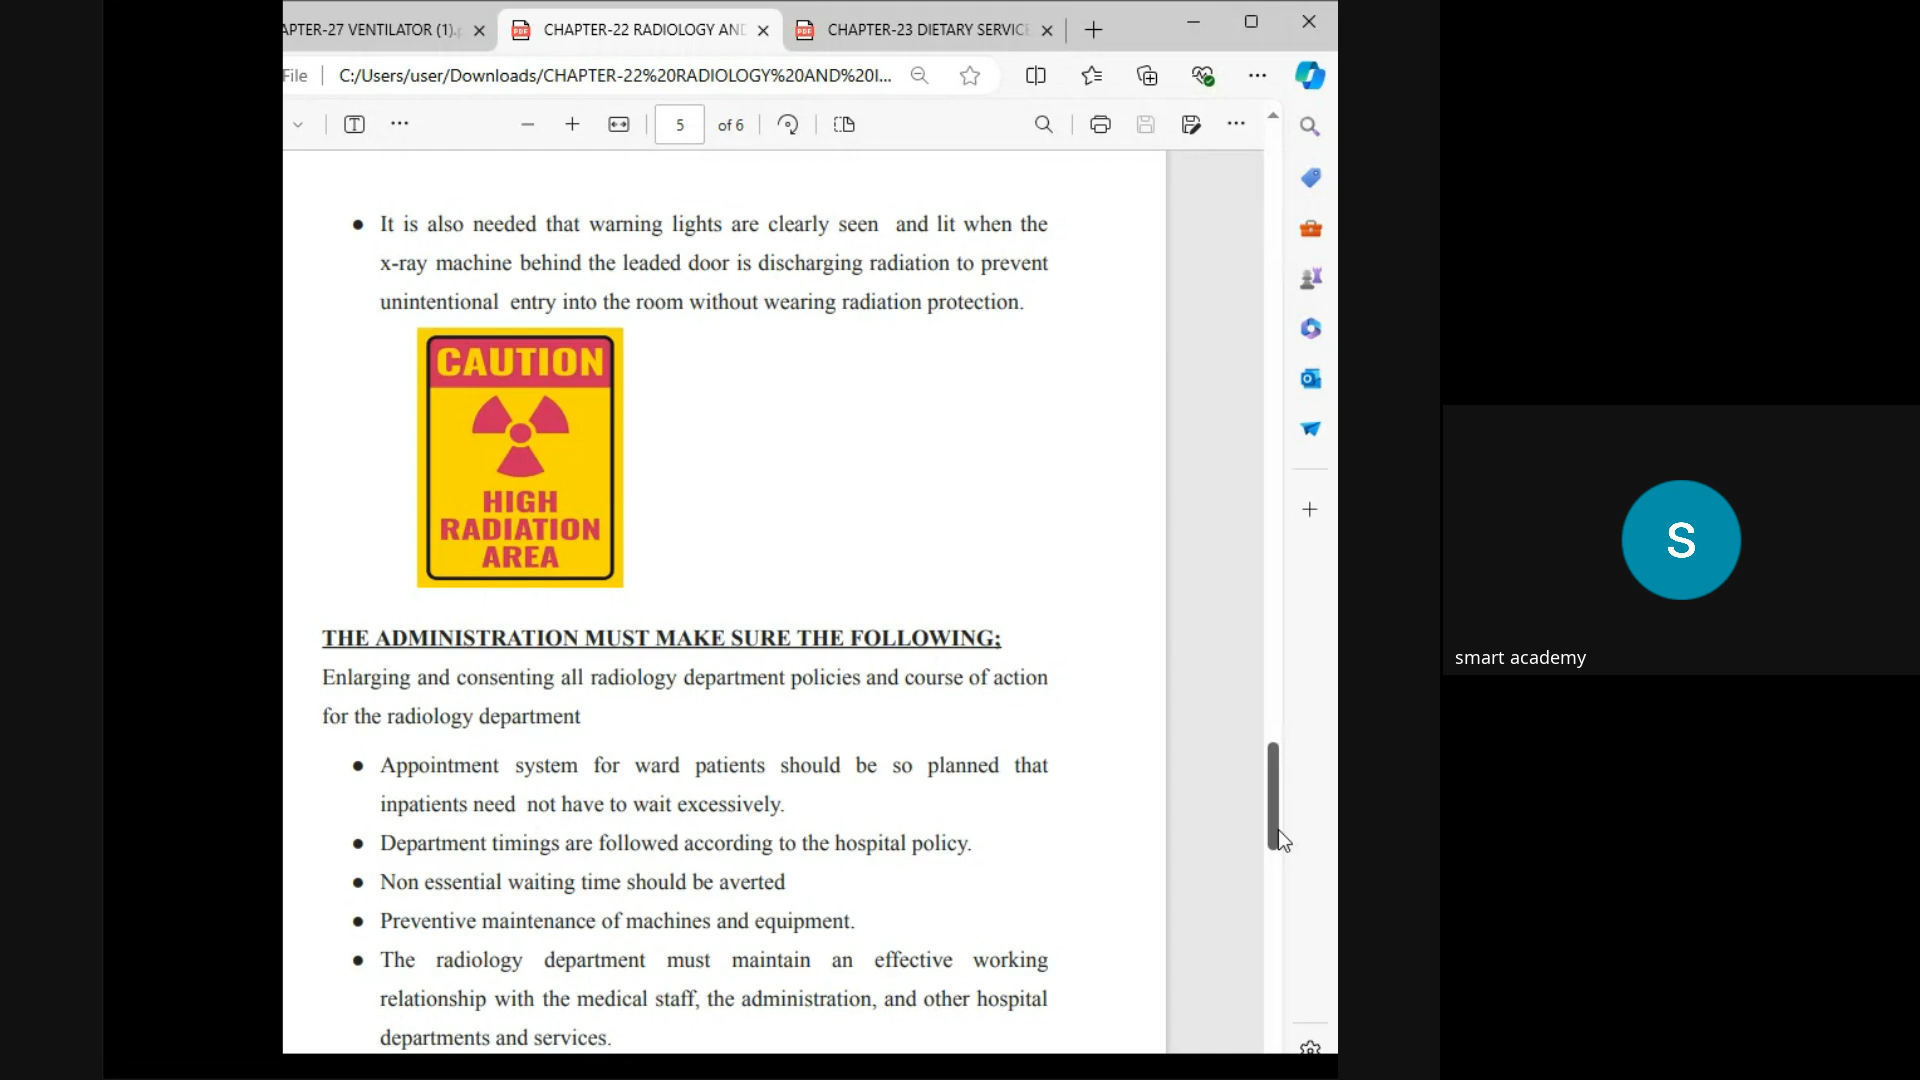 APTER-27 VENTILATOR (1).
CHAPTER-22 RADIOLOGY AND
CHAPTER-23 DIETARY SERVICE
File
C:/Users/user/Downloads/CHAPTER-22%20RADIOLOGY%20AND%20I...
5
of 6
• It is also needed that warning lights are clearly seen and lit when the
x-ray machine behind the leaded door is discharging radiation to prevent
unintentional entry into the room without wearing radiation protection.
CAUTION
HIGH
RADIATION
AREA
THE ADMINISTRATION MUST MAKE SURE THE FOLLOWING;
Enlarging and consenting all radiology department policies and course of action
for the radiology department
• Appointment system for ward patients should be so planned that
inpatients need not have to wait excessively.
• Department timings are followed according to the hospital policy.
• Non essential waiting time should be averted
• Preventive maintenance of machines and equipment.
• The radiology department must maintain an effective working
relationship with the medical staff, the administration, and other hospital
departments and services.
S
smart academy